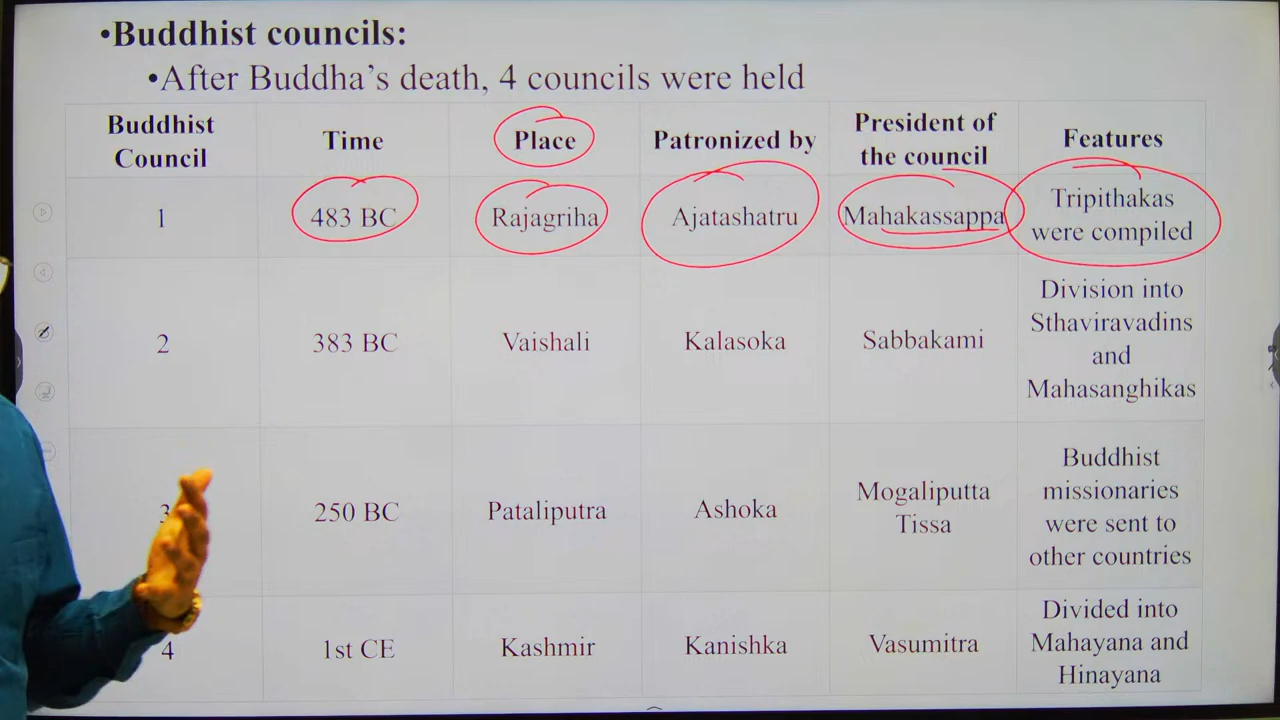 •Buddhist councils:
•After Buddha's death, 4 councils were held
Buddhist Council
Time
Place
Patronized by
President of the council
Features
1
483 BC
Rajagriha
Ajatashatru
Mahakassappa
Tripithakas were compiled
2
383 BC
Vaishali
Kalasoka
Sabbakami
Division into Sthaviravadins and Mahasanghikas
3
250 BC
Pataliputra
Ashoka
Mogaliputta Tissa
Buddhist missionaries were sent to other countries
4
1st CE
Kashmir
Kanishka
Vasumitra
Divided into Mahayana and Hinayana